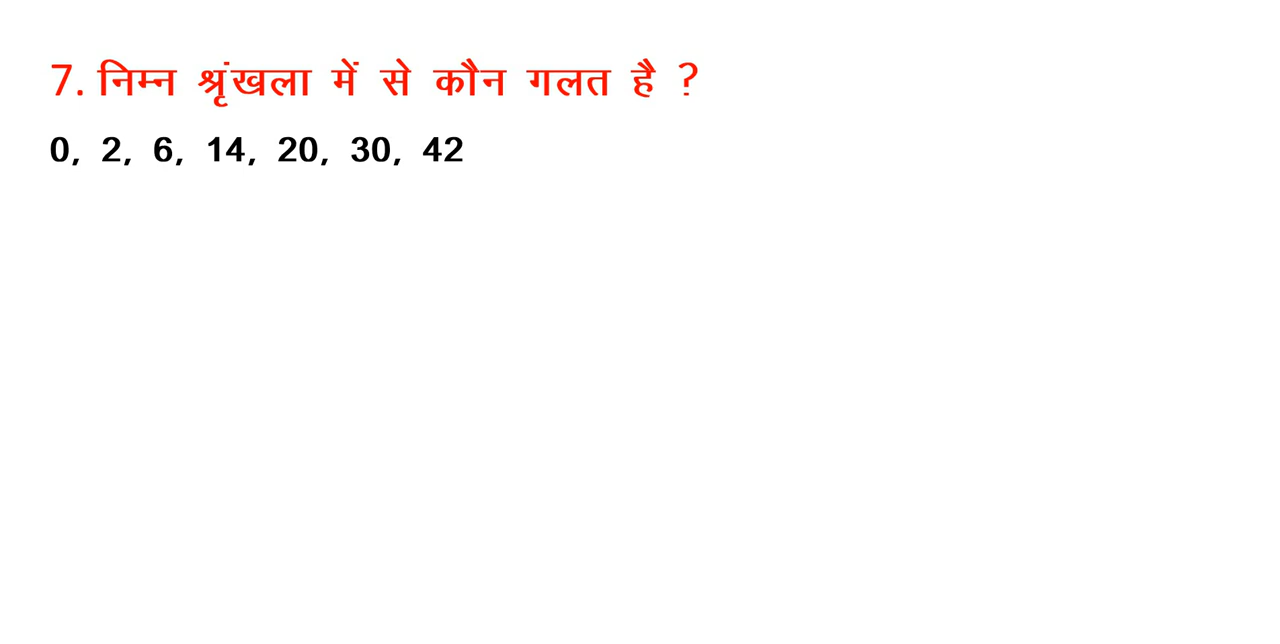 7. निम्न श्रृंखला में से कौन गलत है ?
0, 2, 6, 14, 20, 30, 42